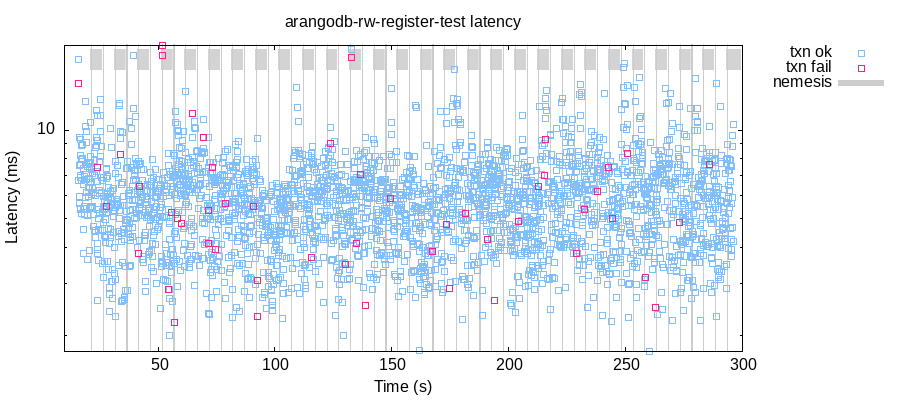 arangodb-rw-register-test latency
txn ok
txn fail
nemesis
10
Latency (ms)
50 100 150 200 250 300
Time (s)